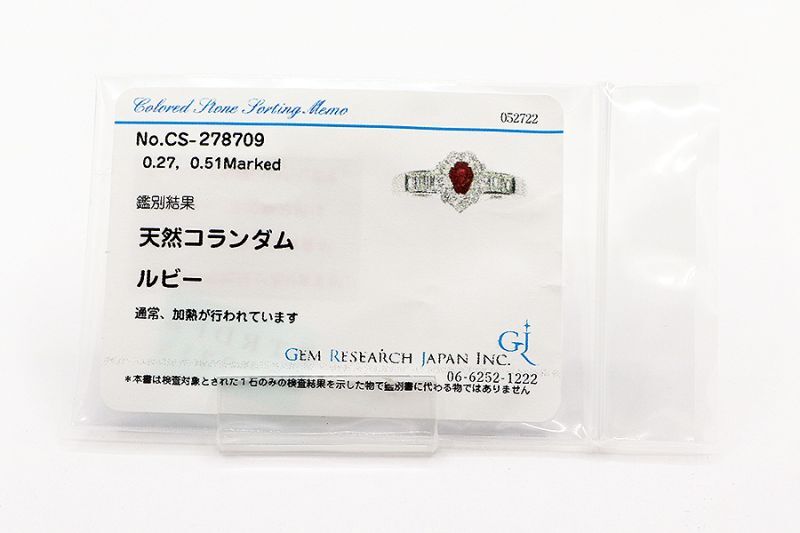 Colored Stone Sorting Memo
052722
No.CS-278709
0.27, 0.51Marked
鑑別結果
天然コランダム
ルビー
通常、加熱が行われています
GJ
GEM RESEARCH JAPAN INC.
06-6252-1222
*本書は検査対象とされた1石のみの検査結果を示した物で鑑別書に代わる物ではありません